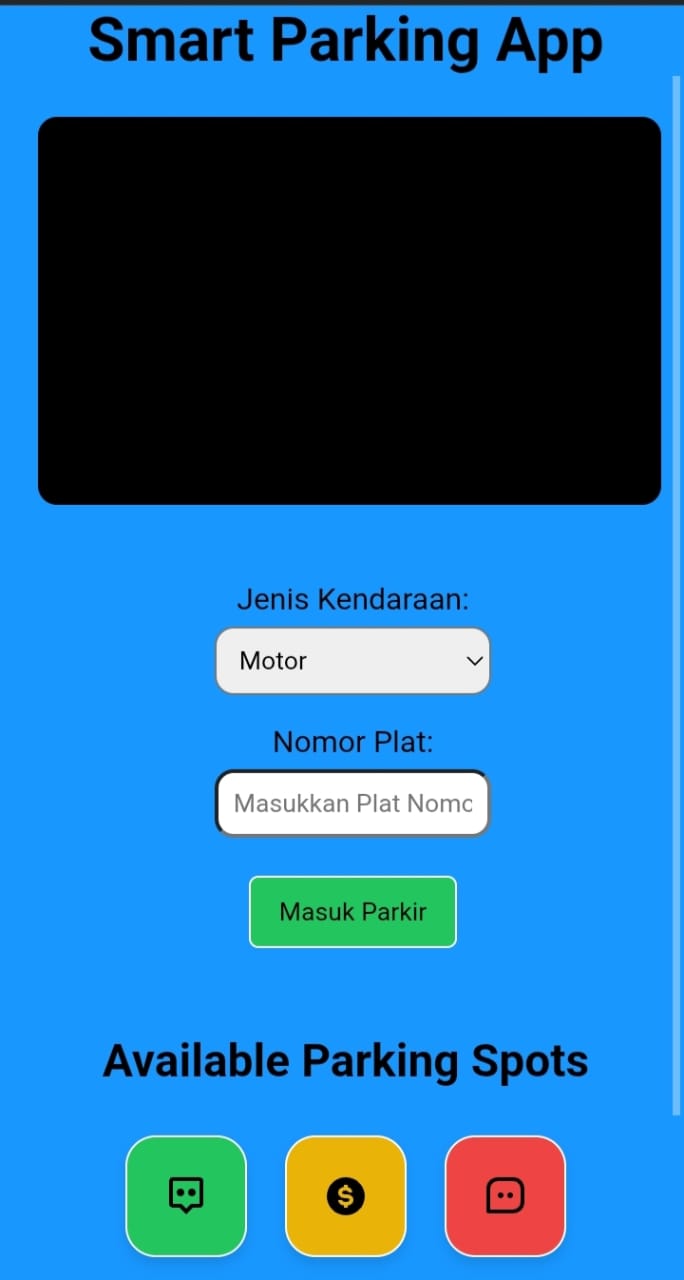 Smart Parking App
Jenis Kendaraan:
Motor
Nomor Plat:
Masukkan Plat Nomo
Masuk Parkir
Available Parking Spots
$